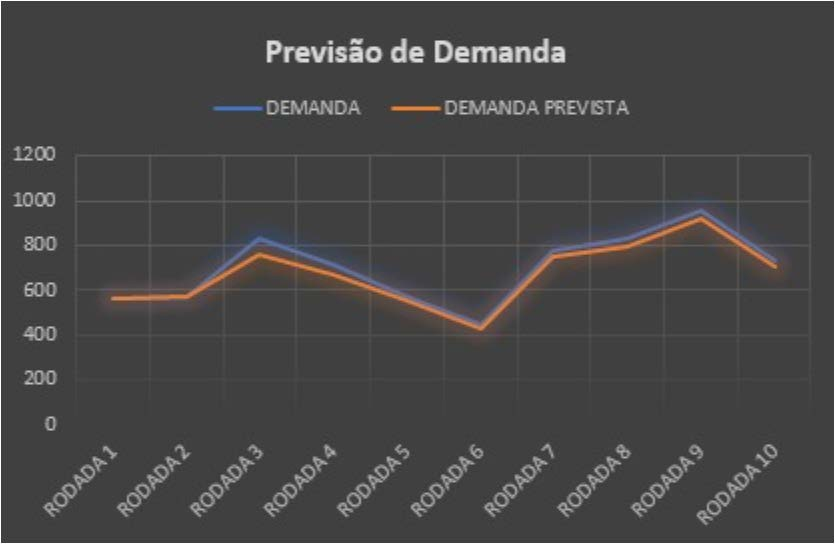 Previsão de Demanda
DEMANDA DEMANDA PREVISTA
1200
1000
800
600
400
200
0
RODADA 1 RODADA 2 RODADA 3 RODADA 4 RODADA 5 RODADA 6 RODADA 7 RODADA 8 RODADA 9 RODADA 10